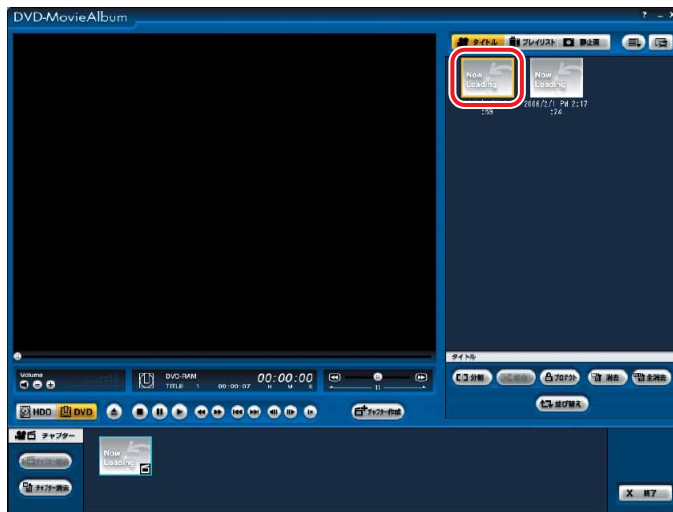 DVD-MovieAlbum
? - X
タイトル プレイリスト 静止画
Now Loading
Now Loading
:53
2006/2/1 PM 2:17
:24
タイトル
Volume
DVD-RAM
TITLE 1 00:00:07
00:00:00
H M S
分割
プロテクト
消去
全消去
並び替え
HDD DVD
チャプター作成
チャプター
チャプター消去
Now Loading
X 終了